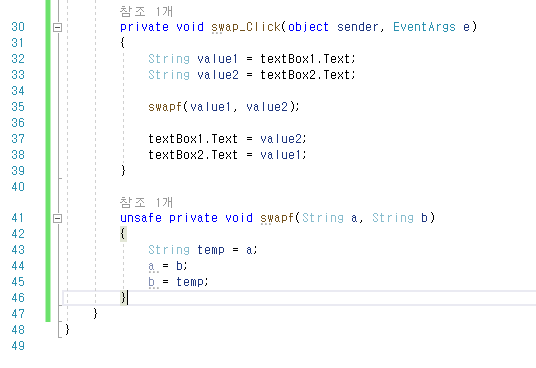 참조 1개
30 private void swap_Click(object sender, EventArgs e)
31 {
32 String value1 = textBox1.Text;
33 String value2 = textBox2.Text;
34
35 swapf(value1, value2);
36
37 textBox1.Text = value2;
38 textBox2.Text = value1;
39 }
40
참조 1개
41 unsafe private void swapf(String a, String b)
42 {
43 String temp = a;
44 a = b;
45 b = temp;
46 }
47 }
48 }
49